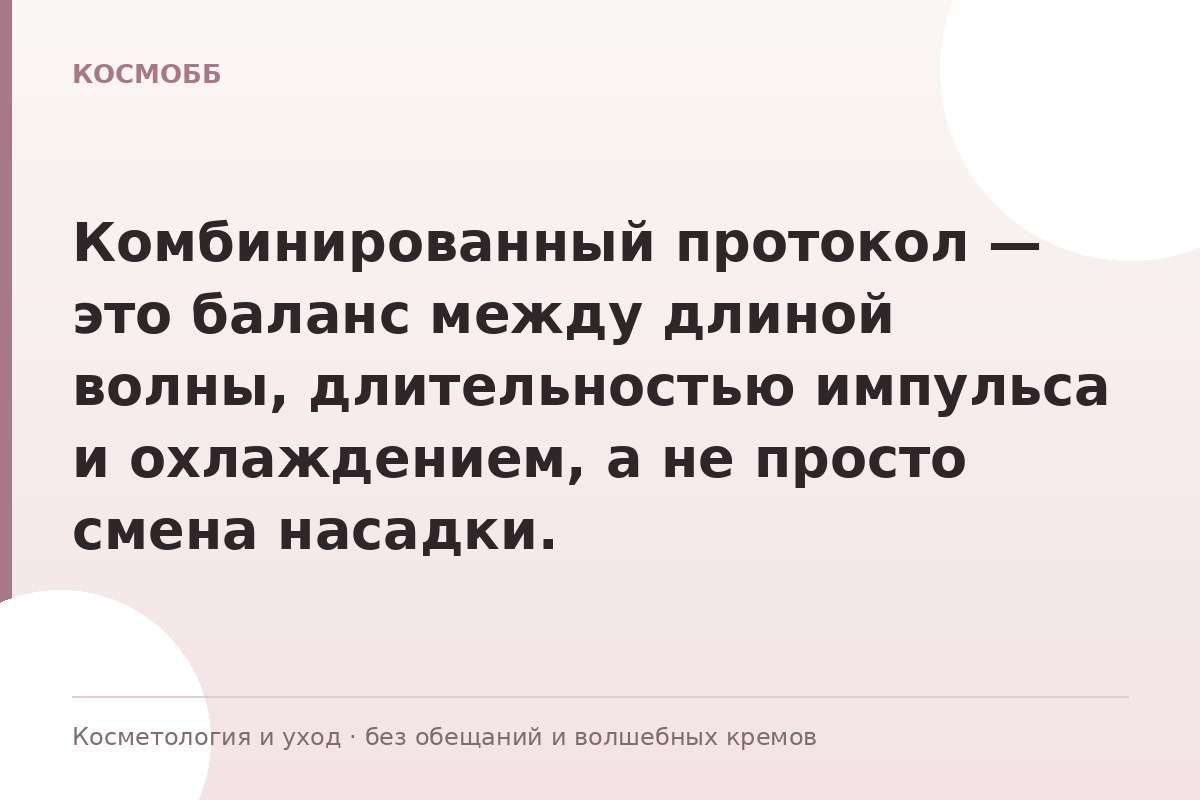 КОСМОББ
Комбинированный протокол —
это баланс между длиной
волны, длительностью импульса
и охлаждением, а не просто
смена насадки.
Косметология и уход · без обещаний и волшебных кремов